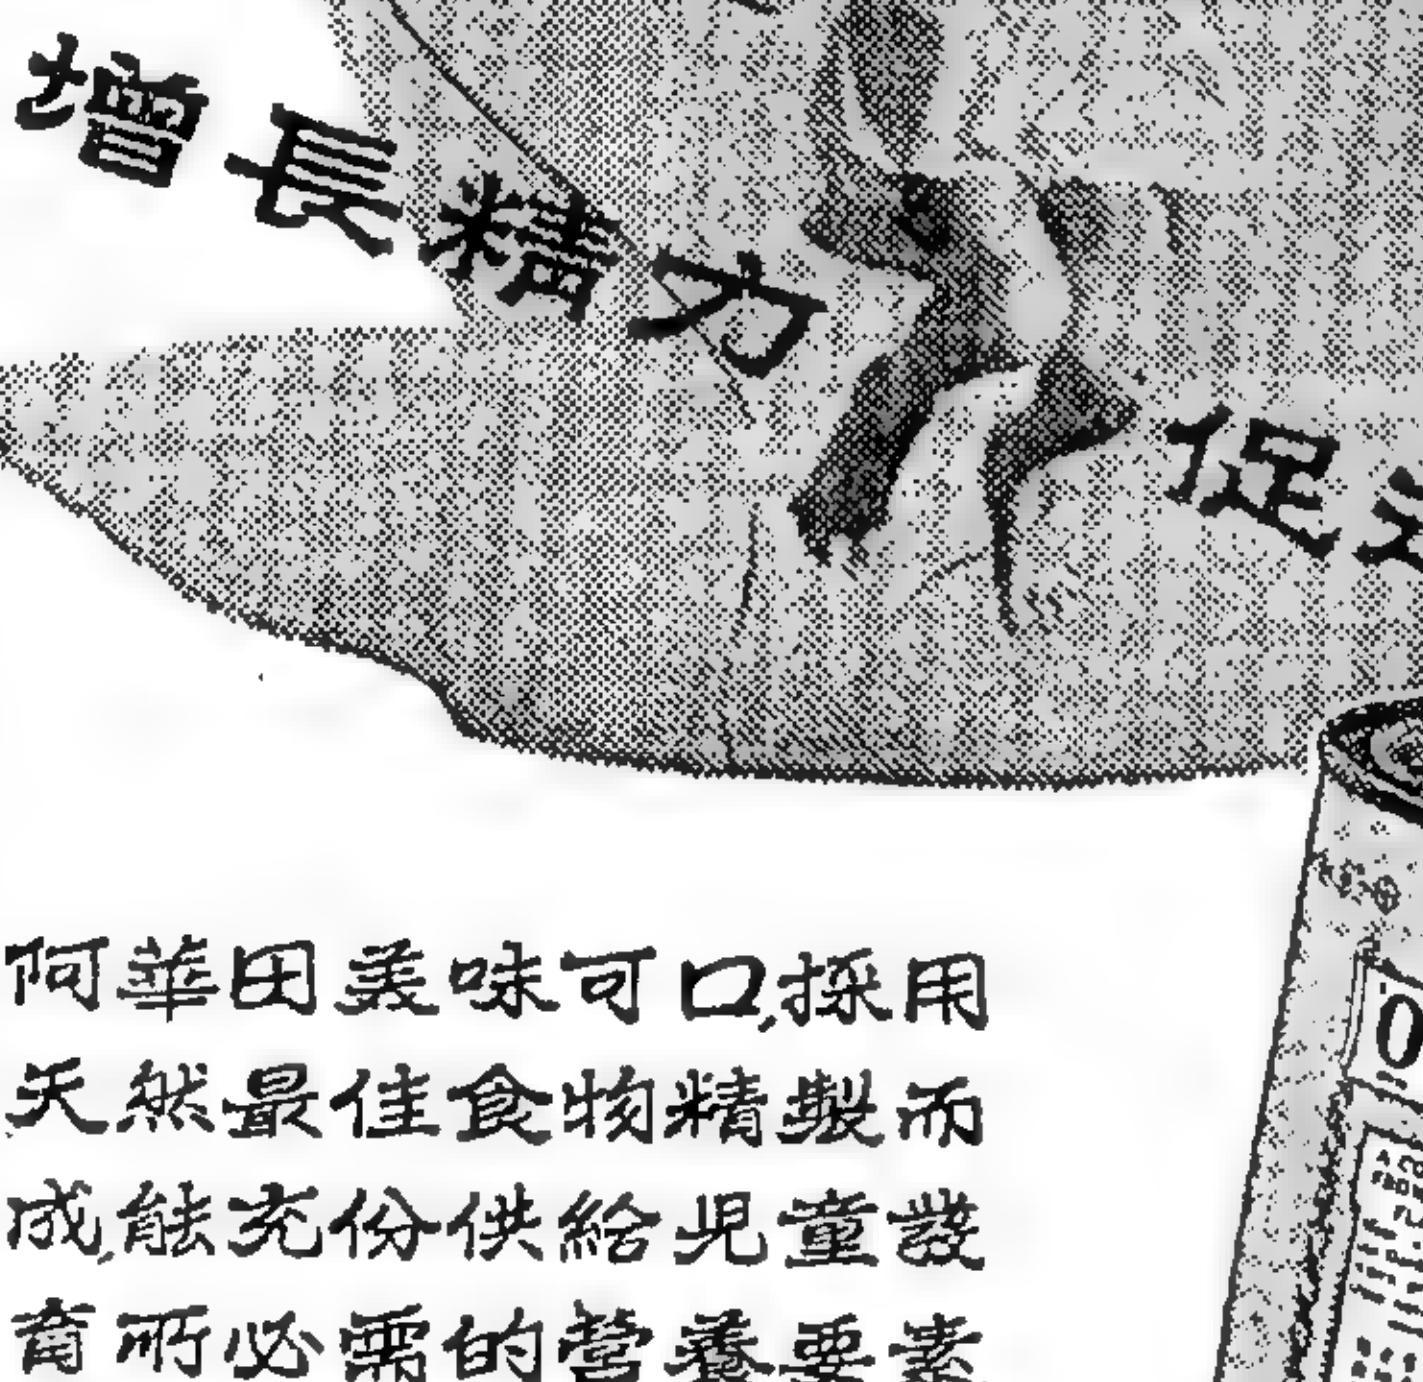 增長精力
促
阿華田美味可口,採用
天然最佳食物精製而
成,能充份供給児童發
育所必需的營養要素